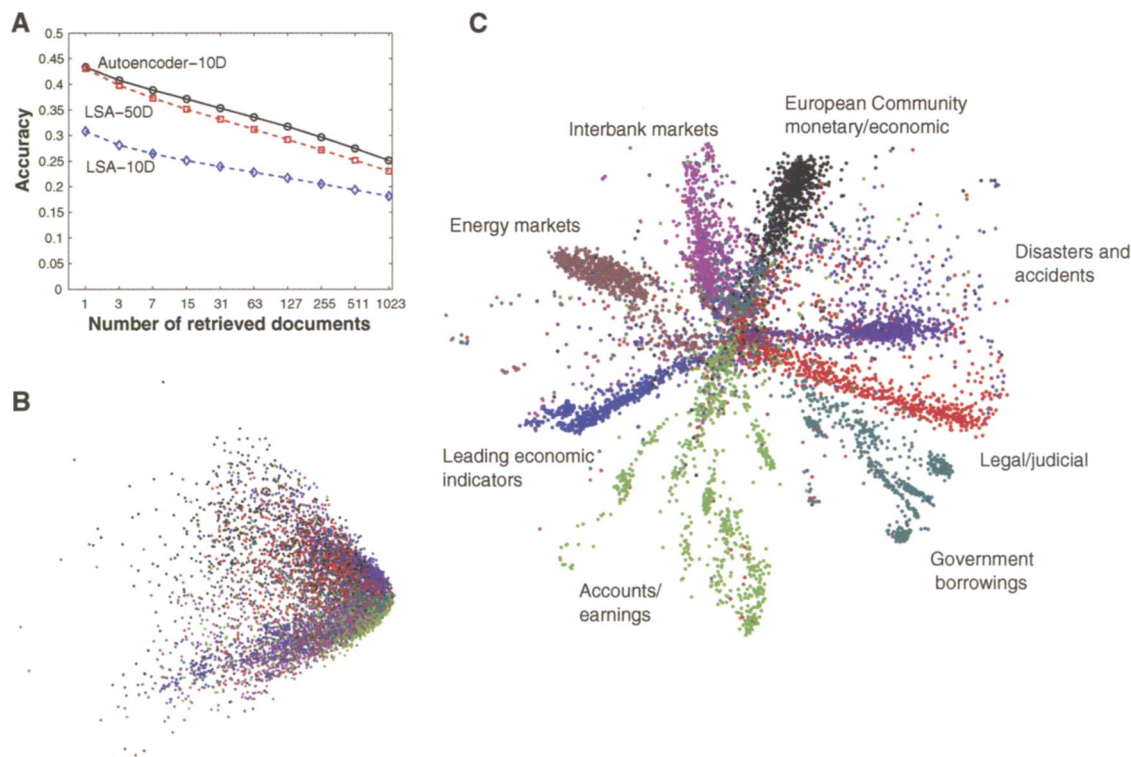 A
0.5
0.45
0.4
0.35
0.3
0.25
0.2
0.15
0.1
0.05
0
Accuracy
Autoencoder-10D
LSA-50D
LSA-10D
1 3 7 15 31 63 127 255 511 1023
Number of retrieved documents
B
C
European Community
monetary/economic
Interbank markets
Energy markets
Disasters and
accidents
Leading economic
indicators
Legal/judicial
Government
borrowings
Accounts/
earnings